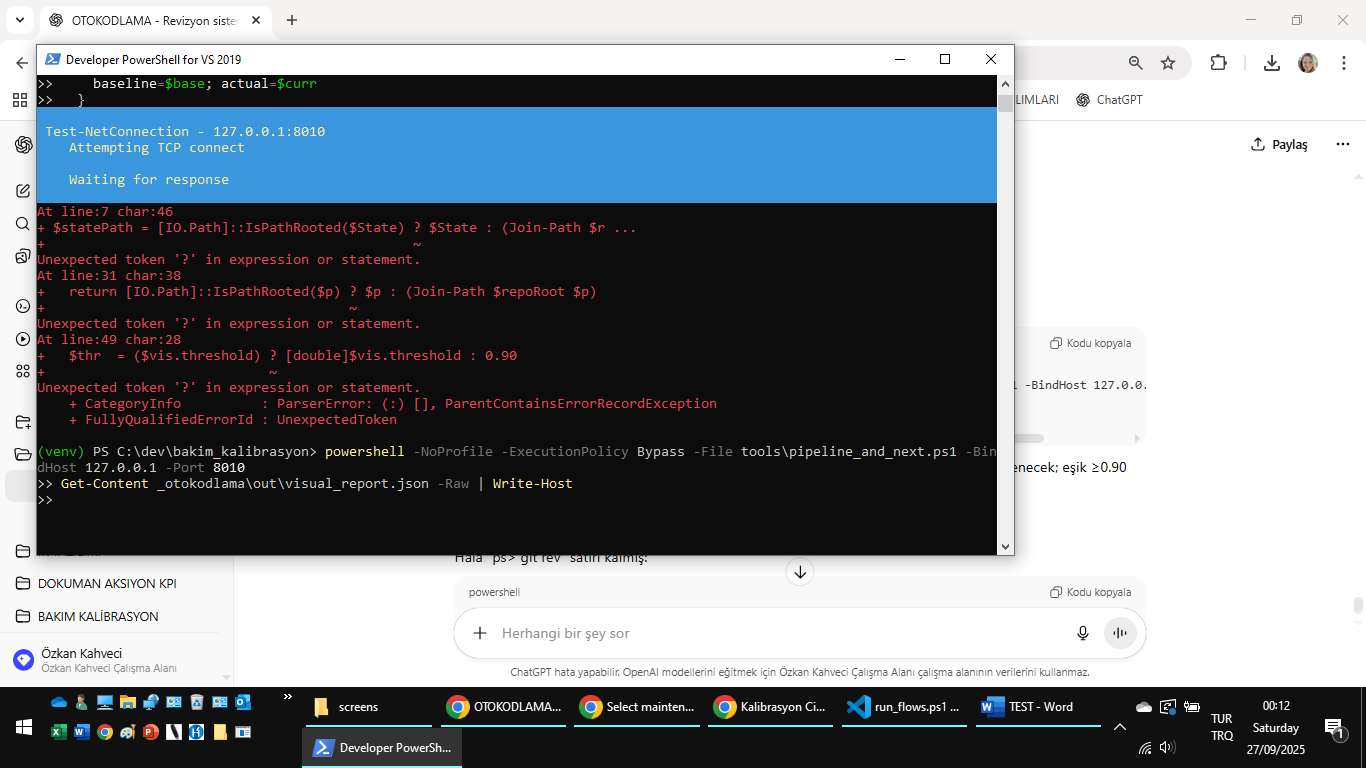 OTOKODLAMA - Revizyon siste
Developer PowerShell for VS 2019
>>     baseline=$base; actual=$curr
>>   }
Test-NetConnection - 127.0.0.1:8010
Attempting TCP connect
Waiting for response
At line:7 char:46
+ $statePath = [IO.Path]::IsPathRooted($State) ? $State : (Join-Path $r ...
+                                              ~
Unexpected token '?' in expression or statement.
At line:31 char:38
+   return [IO.Path]::IsPathRooted($p) ? $p : (Join-Path $repoRoot $p)
+                                      ~
Unexpected token '?' in expression or statement.
At line:49 char:28
+   $thr  = ($vis.threshold) ? [double]$vis.threshold : 0.90
+                            ~
Unexpected token '?' in expression or statement.
    + CategoryInfo          : ParserError: (:) [], ParentContainsErrorRecordException
    + FullyQualifiedErrorId : UnexpectedToken
(venv) PS C:\dev\bakim_kalibrasyon> powershell -NoProfile -ExecutionPolicy Bypass -File tools\pipeline_and_next.ps1 -Bin
dHost 127.0.0.1 -Port 8010
>> Get-Content _otokodlama\out\visual_report.json -Raw | Write-Host
>>
LIMLARI
ChatGPT
Paylaş
Kodu kopyala
-BindHost 127.0.0.
enecek; eşik ≥0.90
Hâlâ "ps> git rev" satırı kalmış:
powershell
Kodu kopyala
Herhangi bir şey sor
ChatGPT hata yapabilir. OpenAI modellerini eğitmek için Özkan Kahveci Çalışma Alanı çalışma alanının verilerini kullanmaz.
DOKUMAN AKSIYON KPI
BAKIM KALİBRASYON
Özkan Kahveci
Özkan Kahveci Çalışma Alanı
screens
OTOKODLAMA...
Select mainten...
Kalibrasyon Ci...
run_flows.ps1 ...
TEST - Word
Developer PowerSh...
TUR
TRQ
00:12
Saturday
27/09/2025
1